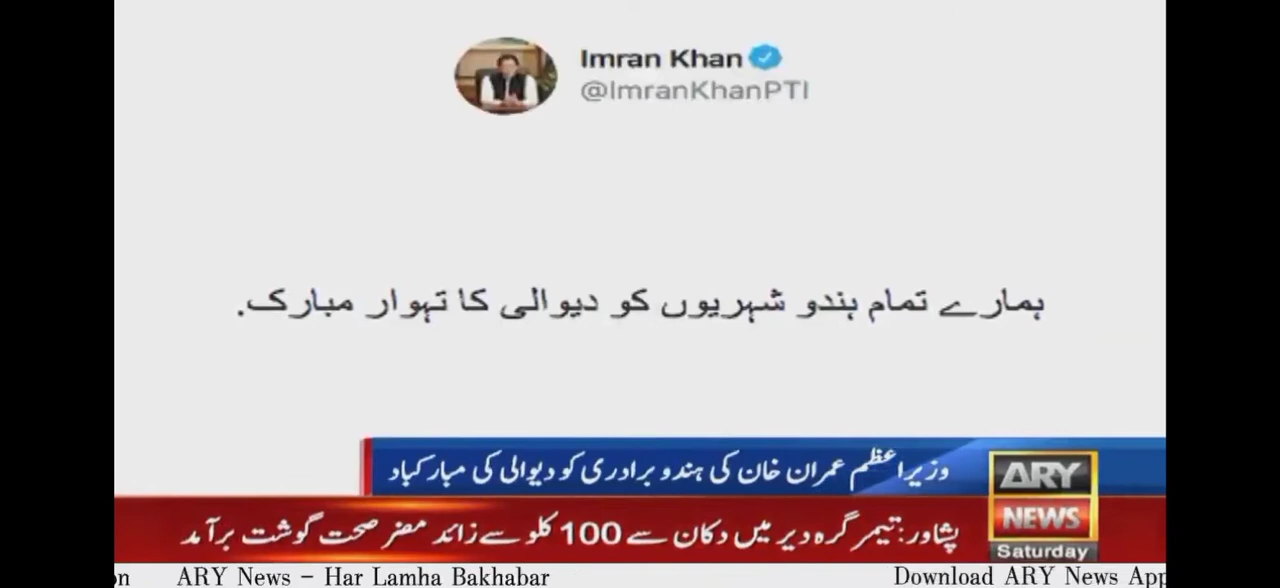 Imran Khan
@ImranKhanPTI
ہمارے تمام ہندو شہریوں کو دیوالی کا تہوار مبارک.
وزیراعظم عمران خان کی ہندو برادری کو دیوالی کی مبارکباد
ARY
NEWS
پشاور: تیمر گرہ دیر میں دکان سے 100 کلو سے زائد مضر صحت گوشت برآمد
Saturday
on ARY News - Har Lamha Bakhabar Download ARY News App